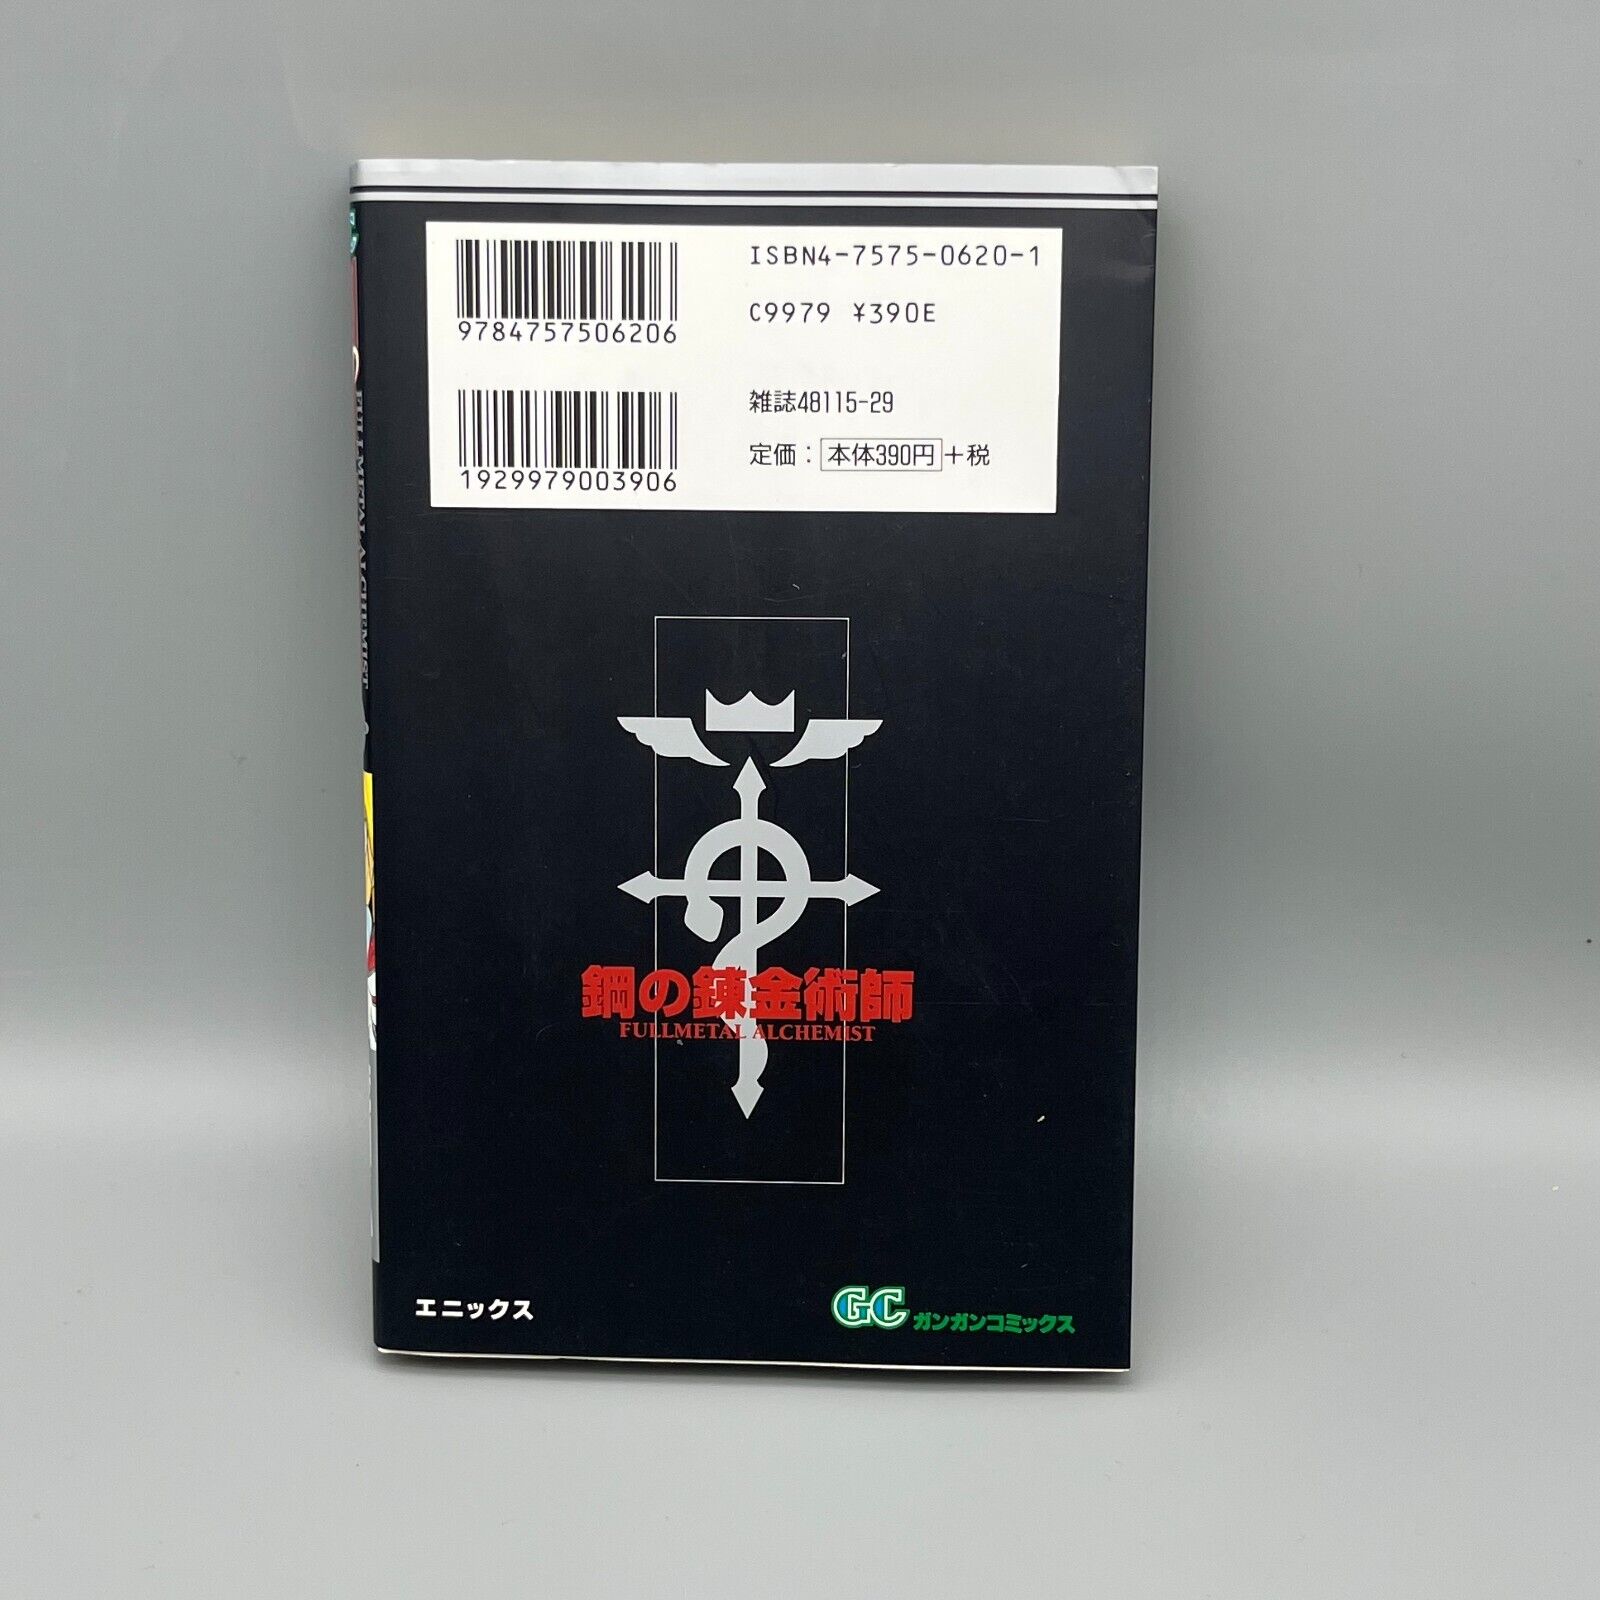 ISBN4-7575-0620-1
9784757506206
C9979 ¥390E
雑誌48115-29
1929979003906
定価：本体390円+税
FULLMETAL ALCHEMIST
鋼の錬金術師
FULLMETAL ALCHEMIST
エニックス
GC ガンガンコミックス